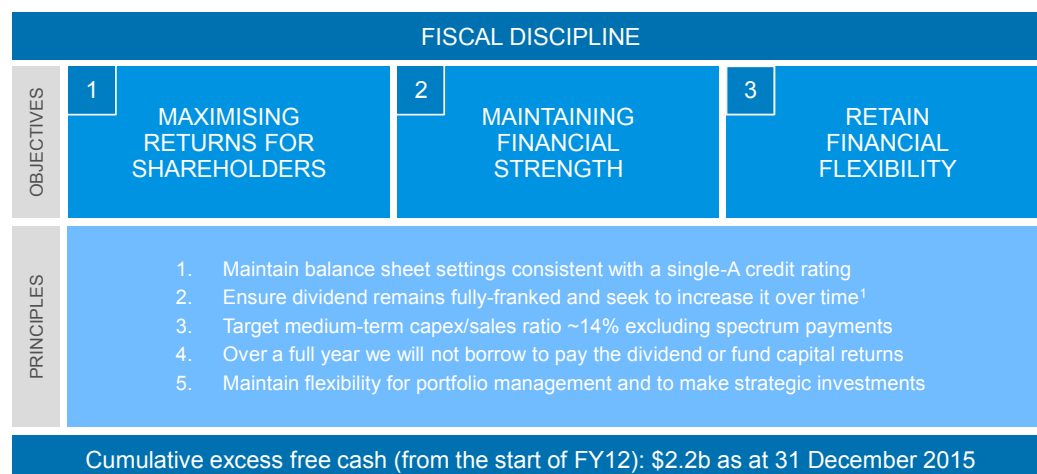 FISCAL DISCIPLINE
OBJECTIVES
1
MAXIMISING
RETURNS FOR
SHAREHOLDERS
2
MAINTAINING
FINANCIAL
STRENGTH
3
RETAIN
FINANCIAL
FLEXIBILITY
PRINCIPLES
1. Maintain balance sheet settings consistent with a single-A credit rating
2. Ensure dividend remains fully-franked and seek to increase it over time¹
3. Target medium-term capex/sales ratio ~14% excluding spectrum payments
4. Over a full year we will not borrow to pay the dividend or fund capital returns
5. Maintain flexibility for portfolio management and to make strategic investments
Cumulative excess free cash (from the start of FY12): $2.2b as at 31 December 2015